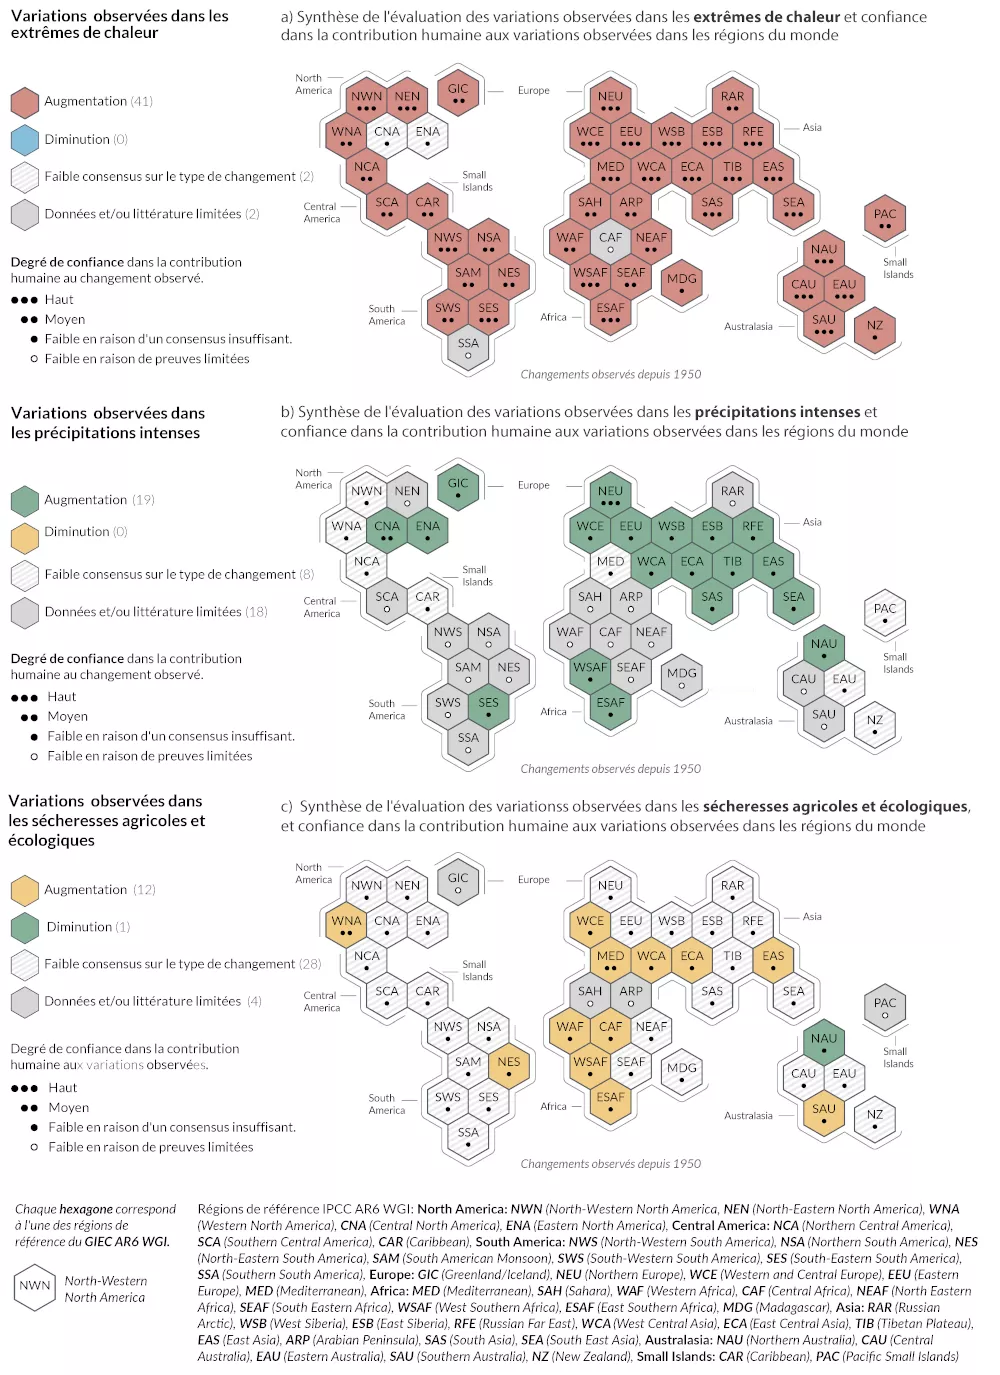 Variations observées dans les
extrêmes de chaleur
a) Synthèse de l'évaluation des variations observées dans les extrêmes de chaleur et confiance
dans la contribution humaine aux variations observées dans les régions du monde
Augmentation (41)
Diminution (0)
Faible consensus sur le type de changement (2)
Données et/ou littérature limitées (2)
Degré de confiance dans la contribution
humaine au changement observé.
Haut
Moyen
Faible en raison d'un consensus insuffisant.
Faible en raison de preuves limitées
North
America
Europe
Asia
Small
Islands
Central
America
South
America
Africa
Australasia
Small
Islands
NWN NEN GIC NEU RAR
WNA CNA ENA WCE EEU WSB ESB RFE
NCA MED WCA ECA TIB EAS
SCA CAR SAH ARP SAS SEA PAC
NWS NSA WAF CAF NEAF NAU
SAM NES WSAF SEAF MDG CAU EAU
SWS SES ESAF SAU NZ
SSA
Changements observés depuis 1950
Variations observées dans
les précipitations intenses
b) Synthèse de l'évaluation des variations observées dans les précipitations intenses et
confiance dans la contribution humaine aux variations observées dans les régions du monde
Augmentation (19)
Diminution (0)
Faible consensus sur le type de changement (8)
Données et/ou littérature limitées (18)
Degré de confiance dans la contribution
humaine au changement observé.
Haut
Moyen
Faible en raison d'un consensus insuffisant.
Faible en raison de preuves limitées
North
America
Europe
Asia
Small
Islands
Central
America
South
America
Africa
Australasia
Small
Islands
NWN NEN GIC NEU RAR
WNA CNA ENA WCE EEU WSB ESB RFE
NCA MED WCA ECA TIB EAS
SCA CAR SAH ARP SAS SEA PAC
NWS NSA WAF CAF NEAF NAU
SAM NES WSAF SEAF MDG CAU EAU
SWS SES ESAF SAU NZ
SSA
Changements observés depuis 1950
Variations observées dans
les sécheresses agricoles et
écologiques
c) Synthèse de l'évaluation des variationss observées dans les sécheresses agricoles et écologiques,
et confiance dans la contribution humaine aux variations observées dans les régions du monde
Augmentation (12)
Diminution (1)
Faible consensus sur le type de changement (28)
Données et/ou littérature limitées (4)
Degré de confiance dans la contribution
humaine aux variations observées.
Haut
Moyen
Faible en raison d'un consensus insuffisant.
Faible en raison de preuves limitées
North
America
Europe
Asia
Small
Islands
Central
America
South
America
Africa
Australasia
Small
Islands
NWN NEN GIC NEU RAR
WNA CNA ENA WCE EEU WSB ESB RFE
NCA MED WCA ECA TIB EAS
SCA CAR SAH ARP SAS SEA PAC
NWS NSA WAF CAF NEAF NAU
SAM NES WSAF SEAF MDG CAU EAU
SWS SES ESAF SAU NZ
SSA
Changements observés depuis 1950
Chaque hexagone correspond
à l'une des régions de
référence du GIEC AR6 WGI.
NWN
North-Western
North America
Régions de référence IPCC AR6 WGI: North America: NWN (North-Western North America, NEN (North-Eastern North America), WNA
(Western North America), CNA (Central North America), ENA (Eastern North America), Central America: NCA (Northern Central America),
SCA (Southern Central America), CAR (Caribbean), South America: NWS (North-Western South America), NSA (Northern South America), NES
(North-Eastern South America), SAM (South American Monsoon), SWS (South-Western South America), SES (South-Eastern South America),
SSA (Southern South America), Europe: GIC (Greenland/Iceland), NEU (Northern Europe), WCE (Western and Central Europe), EEU (Eastern
Europe), MED (Mediterranean), Africa: MED (Mediterranean), SAH (Sahara), WAF (Western Africa), CAF (Central Africa), NEAF (North Eastern
Africa), SEAF (South Eastern Africa), WSAF (West Southern Africa), ESAF (East Southern Africa), MDG (Madagascar), Asia: RAR (Russian
Arctic), WSB (West Siberia), ESB (East Siberia), RFE (Russian Far East), WCA (West Central Asia), ECA (East Central Asia), TIB (Tibetan Plateau),
EAS (East Asia), ARP (Arabian Peninsula), SAS (South Asia), SEA (South East Asia), Australasia: NAU (Northern Australia), CAU (Central
Australia), EAU (Eastern Australia), SAU (Southern Australia), NZ (New Zealand), Small Islands: CAR (Caribbean), PAC (Pacific Small Islands)